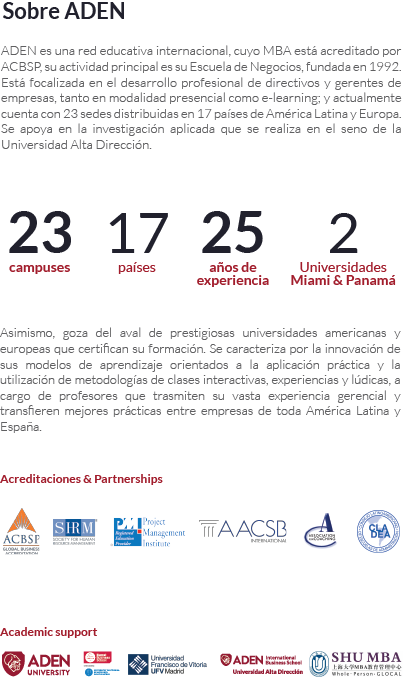 Sobre ADEN
ADEN es una red educativa internacional, cuyo MBA está acreditado por
ACBSP, su actividad principal es su Escuela de Negocios, fundada en 1992.
Está focalizada en el desarrollo profesional de directivos y gerentes de
empresas, tanto en modalidad presencial como e-learning; y actualmente
cuenta con 23 sedes distribuidas en 17 países de América Latina y Europa.
Se apoya en la investigación aplicada que se realiza en el seno de la
Universidad Alta Dirección.
23 17 25 2
campuses países años de Universidades
experiencia Miami & Panamá
Asimismo, goza del aval de prestigiosas universidades americanas y
europeas que certifican su formación. Se caracteriza por la innovación de
sus modelos de aprendizaje orientados a la aplicación práctica y la
utilización de metodologías de clases interactivas, experiencias y lúdicas, a
cargo de profesores que trasmiten su vasta experiencia gerencial y
transfieren mejores prácticas entre empresas de toda América Latina y
España.
Acreditaciones & Partnerships
ACBSP
GLOBAL BUSINESS
ACCREDITATION
SHRM
SOCIETY FOR HUMAN
RESOURCE MANAGEMENT
PMI
Registered
Education
Provider
Project
Management
Institute
AACSB
INTERNATIONAL
A
ASSOCIATION
for COACHING
CLA
DEA
Academic support
ADEN
UNIVERSITY
Universidad
Francisco de Vitoria
UFV Madrid
ADEN International
Business School
Universidad Alta Dirección
SHU MBA
上海大学MBA教育管理中心
Whole-Person-GLOCAL